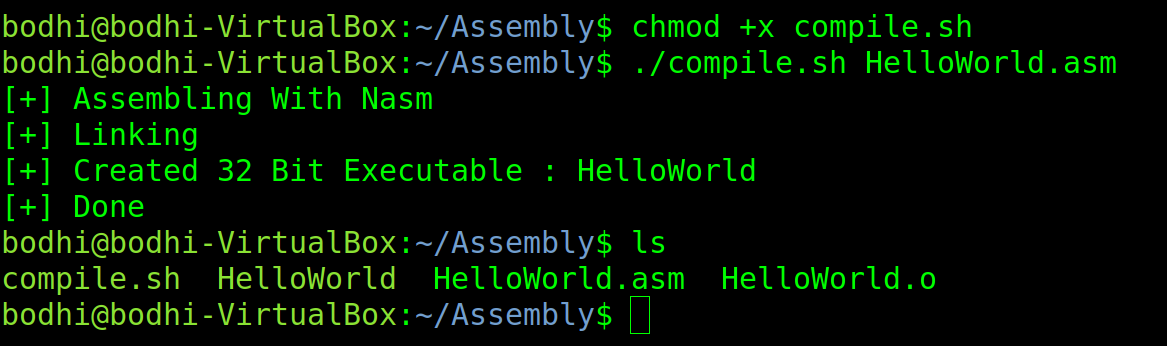 bodhi@bodhi-VirtualBox:~/Assembly$ chmod +x compile.sh
bodhi@bodhi-VirtualBox:~/Assembly$ ./compile.sh HelloWorld.asm
[+] Assembling With Nasm
[+] Linking
[+] Created 32 Bit Executable : HelloWorld
[+] Done
bodhi@bodhi-VirtualBox:~/Assembly$ ls
compile.sh  HelloWorld  HelloWorld.asm  HelloWorld.o
bodhi@bodhi-VirtualBox:~/Assembly$